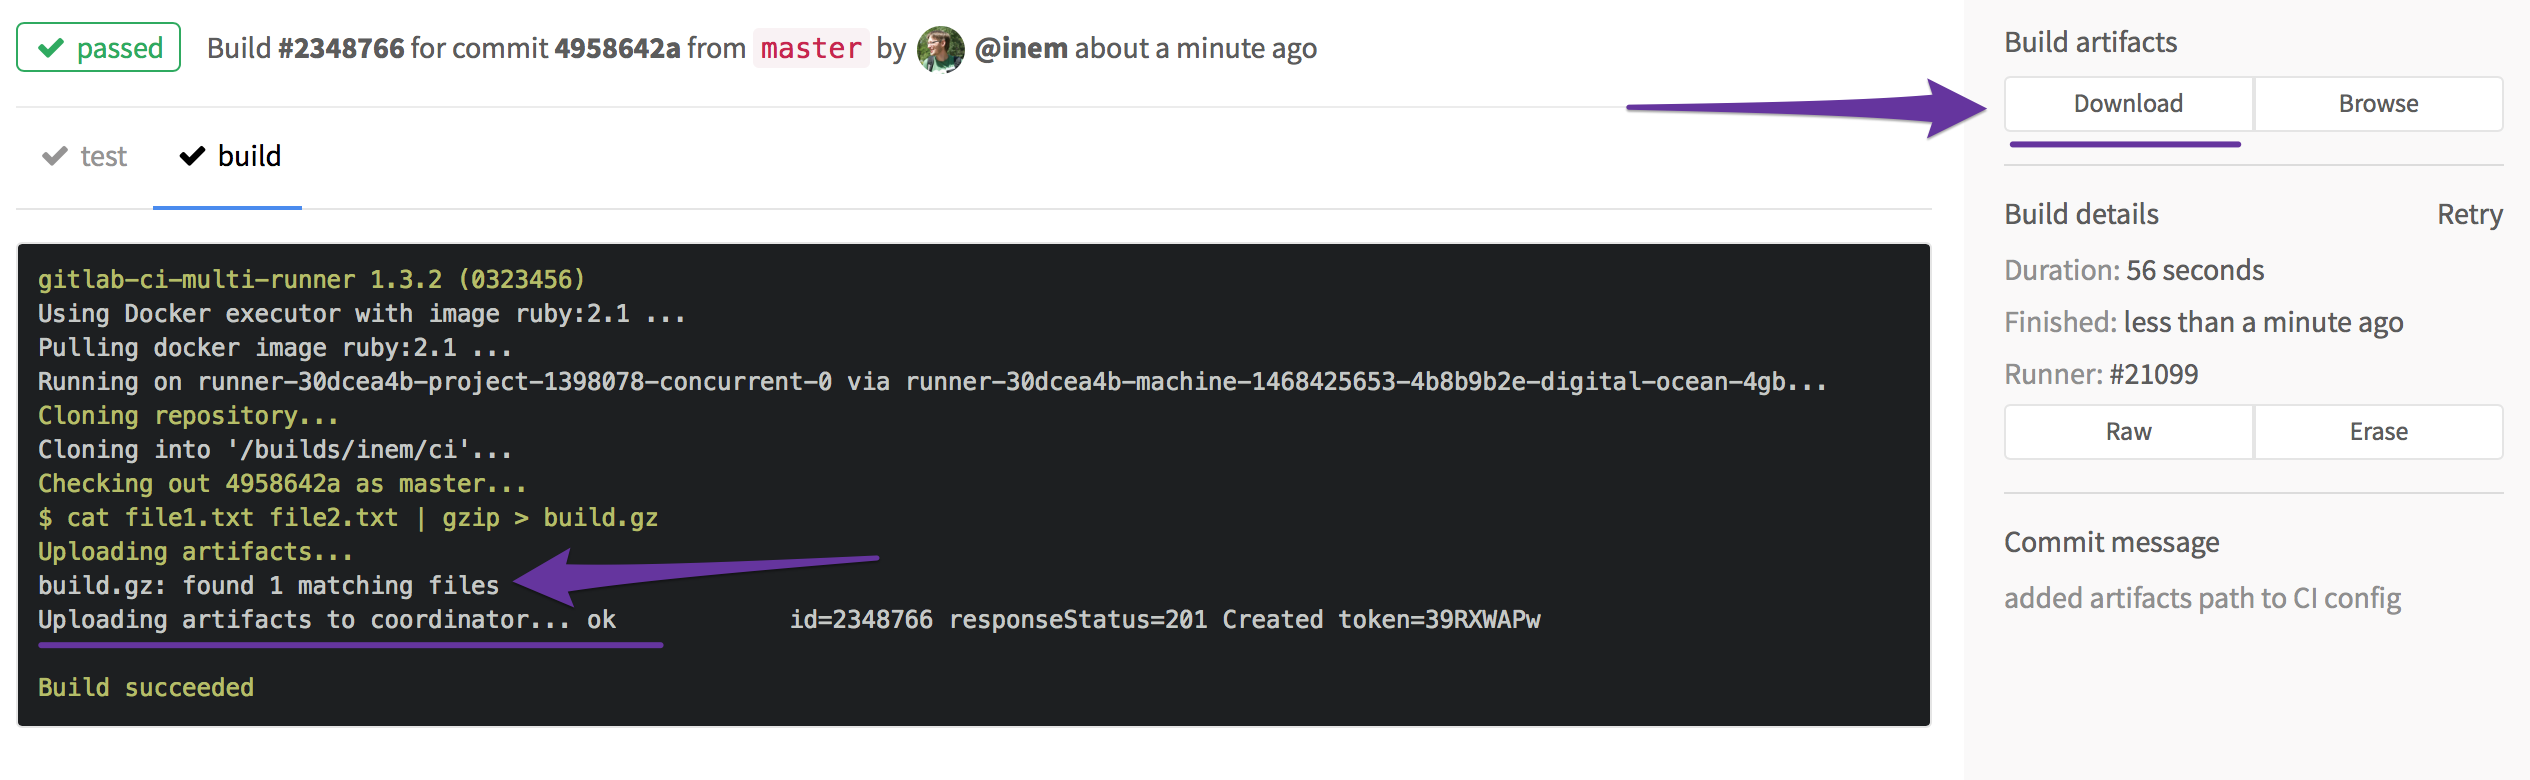 passed Build #2348766 for commit 4958642a from master by @inem about a minute ago
test build
gitlab-ci-multi-runner 1.3.2 (0323456)
Using Docker executor with image ruby:2.1 ...
Pulling docker image ruby:2.1 ...
Running on runner-30dcea4b-project-1398078-concurrent-0 via runner-30dcea4b-machine-1468425653-4b8b9b2e-digital-ocean-4gb...
Cloning repository...
Cloning into '/builds/inem/ci'...
Checking out 4958642a as master...
$ cat file1.txt file2.txt | gzip > build.gz
Uploading artifacts...
build.gz: found 1 matching files
Uploading artifacts to coordinator... ok id=2348766 responseStatus=201 Created token=39RXWAPw
Build succeeded
Build artifacts
Download Browse
Build details Retry
Duration: 56 seconds
Finished: less than a minute ago
Runner: #21099
Raw Erase
Commit message
added artifacts path to CI config